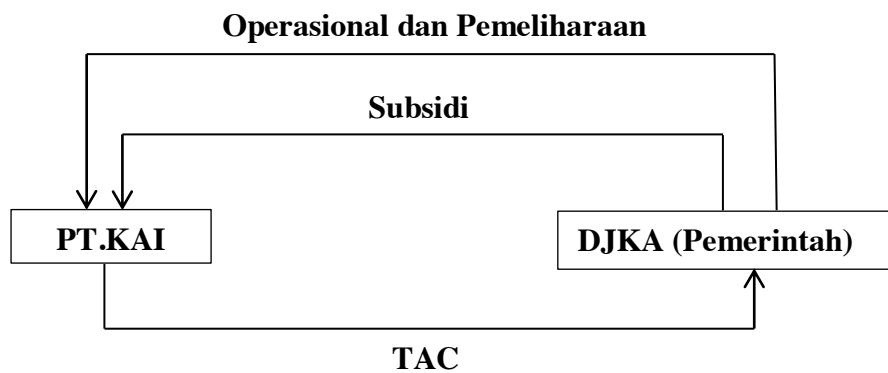 Operasional dan Pemeliharaan
Subsidi
PT.KAI
DJKA (Pemerintah)
TAC